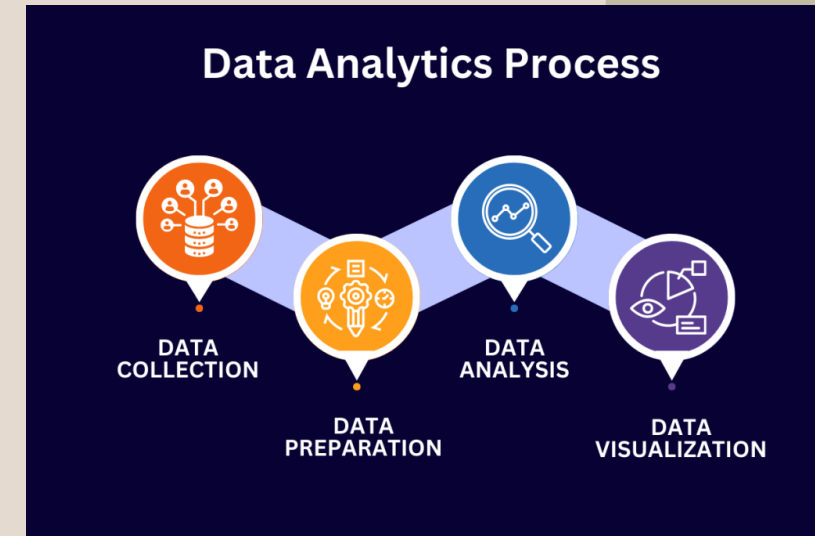 Data Analytics Process
DATA
COLLECTION
DATA
PREPARATION
DATA
ANALYSIS
DATA
VISUALIZATION